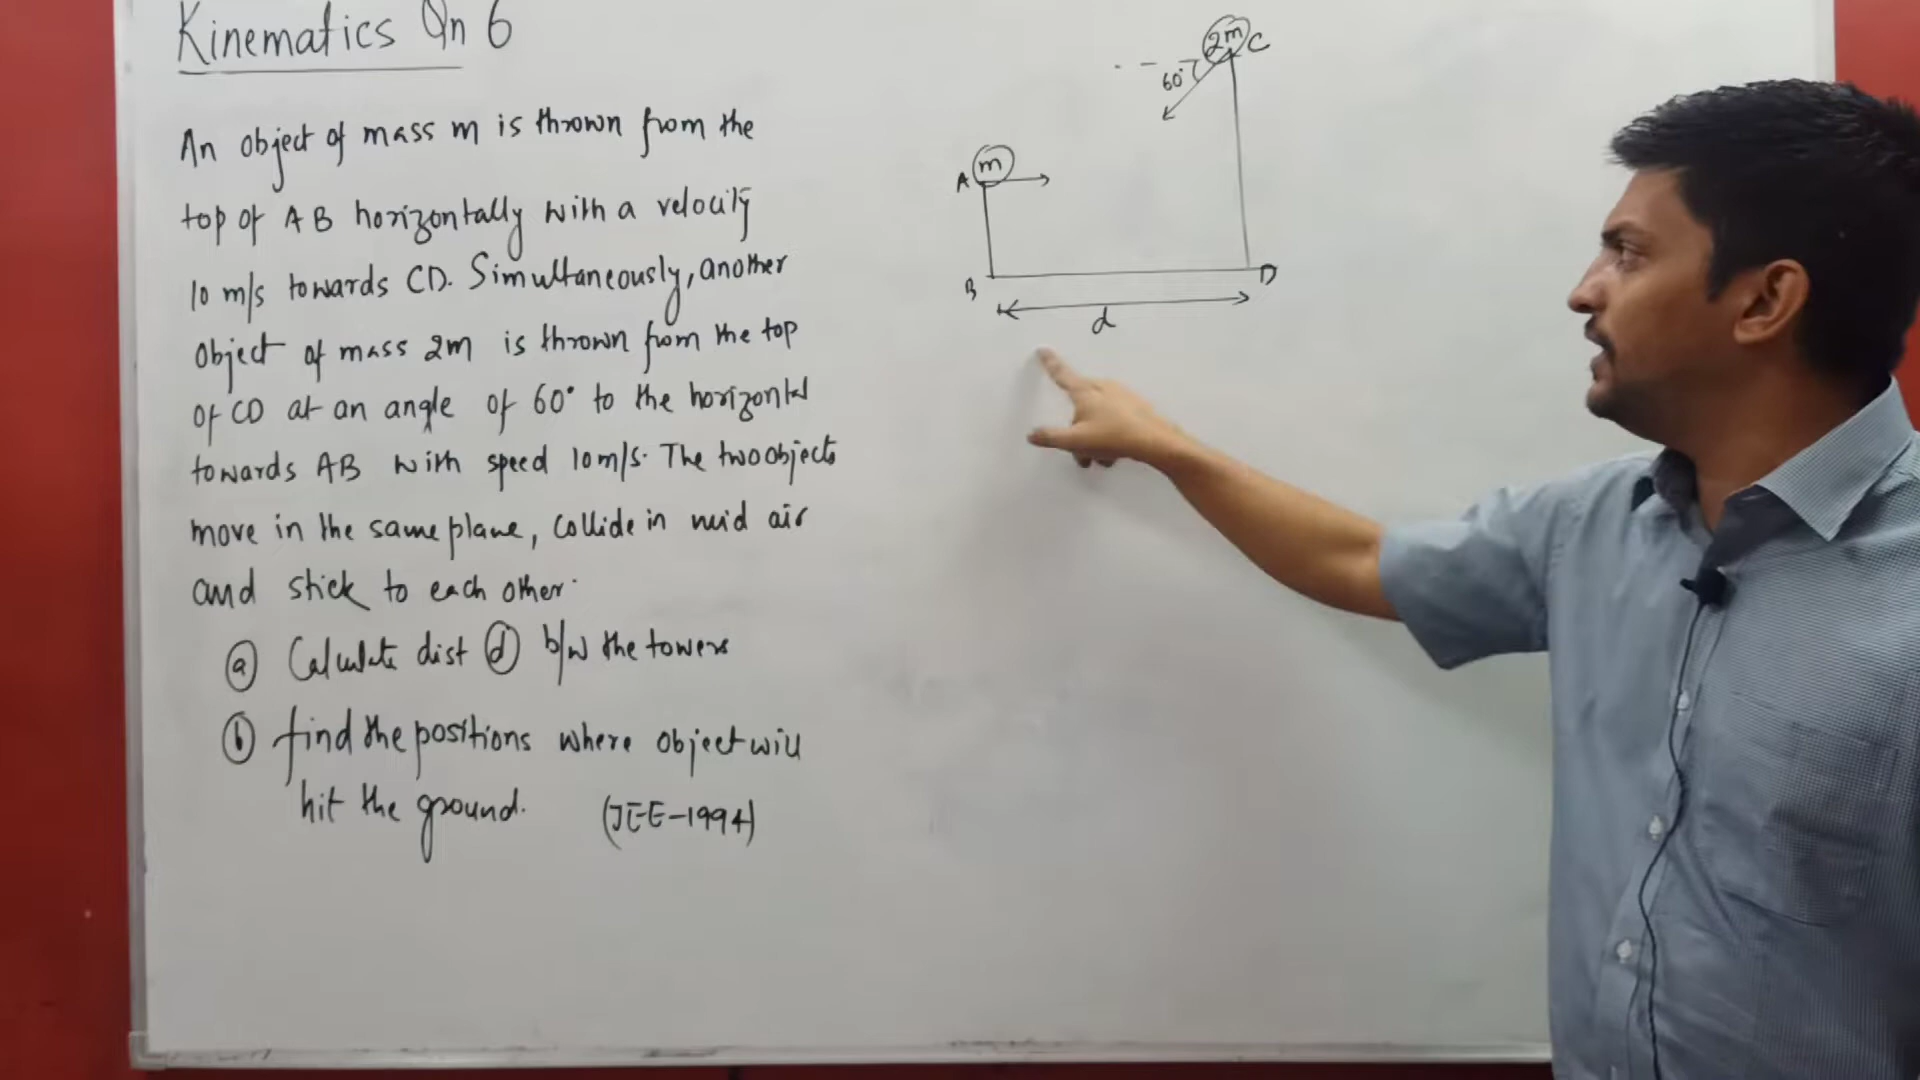 Kinematics Qn 6
An object of mass m is thrown from the
top of AB horizontally with a velocity
10 m/s towards CD. Simultaneously, another
object of mass 2m is thrown from the top
of CD at an angle of 60° to the horizontal
towards AB with speed 10 m/s. The two objects
move in the same plane, collide in mid air
and stick to each other.
(a) Calculate dist (d) b/w the towers
(b) find the positions where object will
hit the ground. (JEE-1994)
2m C
60°
m
A
B D
d